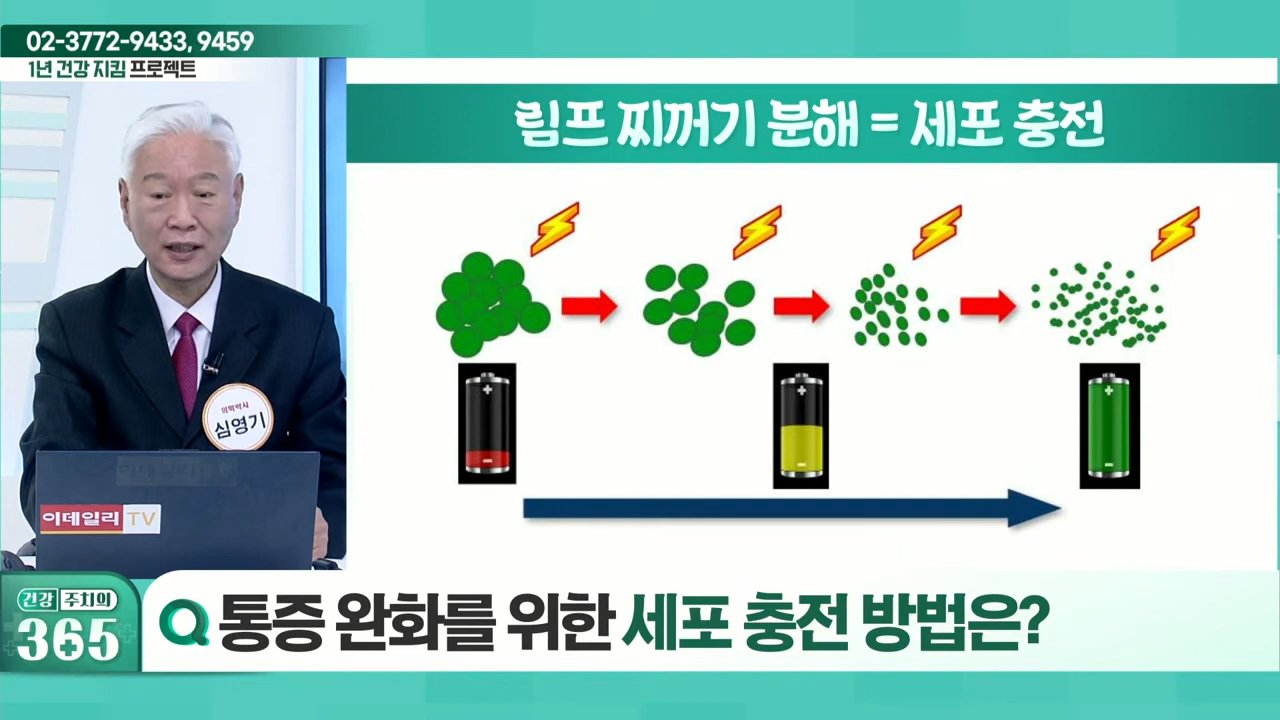 02-3772-9433, 9459
1년 건강 지킴 프로젝트
림프 찌꺼기 분해 = 세포 충전
의학박사
심영기
이데일리 TV
건강 주치의
365
Q 통증 완화를 위한 세포 충전 방법은?